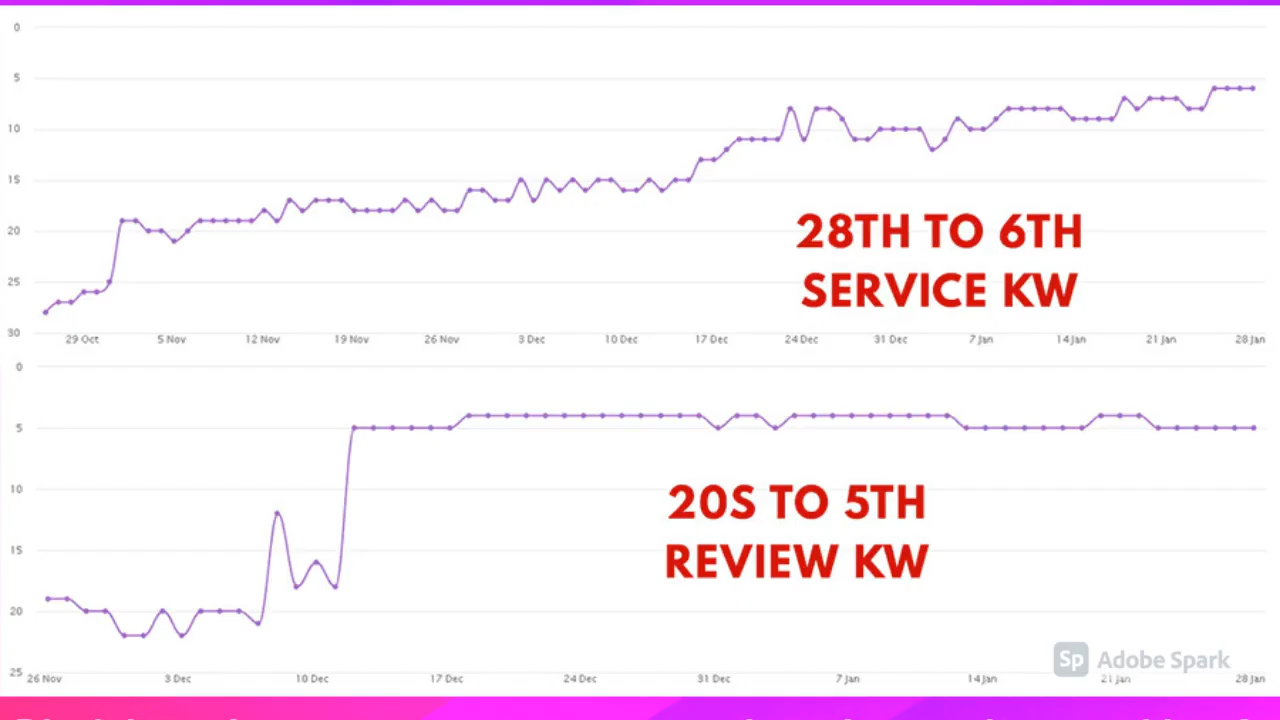 0
5
10
15
20
25
30
29 Oct 5 Nov 12 Nov 19 Nov 26 Nov 3 Dec 10 Dec 17 Dec 24 Dec 31 Dec 7 Jan 14 Jan 21 Jan 28 Jan
28TH TO 6TH
SERVICE KW
0
5
10
15
20
25
26 Nov 3 Dec 10 Dec 17 Dec 24 Dec 31 Dec 7 Jan 14 Jan 21 Jan 28 Jan
20S TO 5TH
REVIEW KW
Sp Adobe Spark